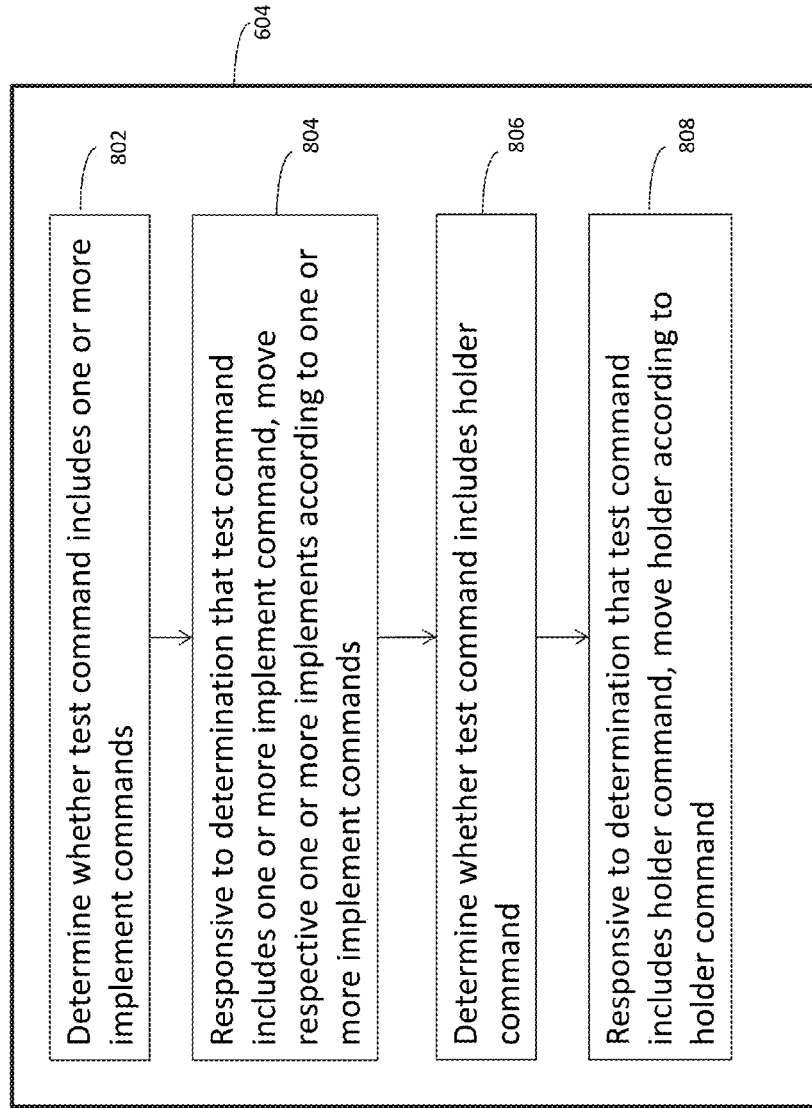 604
Determine whether test command includes one or more
implement commands
802
Responsive to determination that test command
includes one or more implement command, move
respective one or more implements according to one or
more implement commands
804
Determine whether test command includes holder
command
806
Responsive to determination that test command
includes holder command, move holder according to
holder command
808